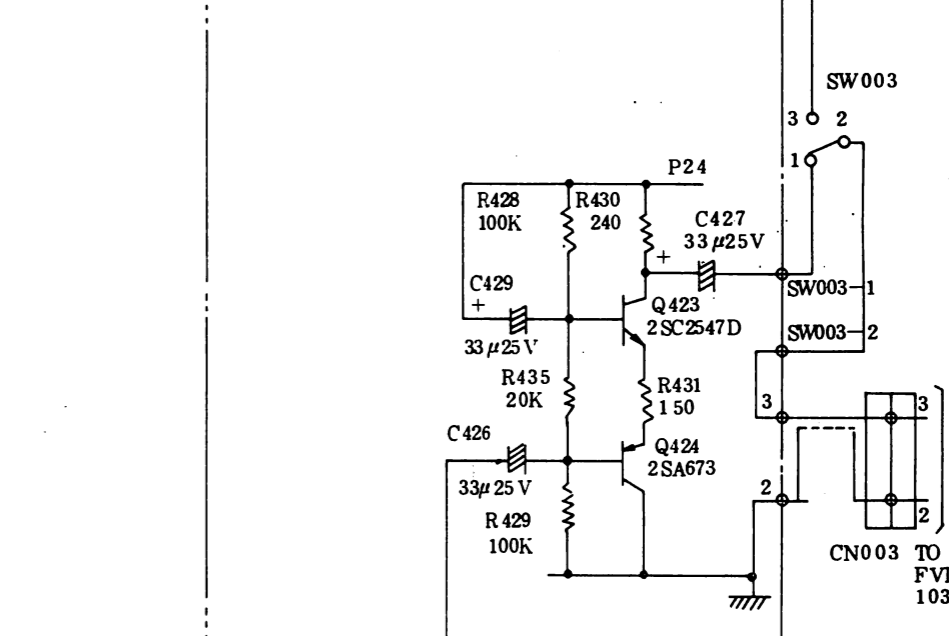 SW003
3 2
1
P24
R428
100K
R430
240
C427
33µ25V
+
C429
+
33µ25V
Q423
2SC2547D
SW003-1
SW003-2
R435
20K
R431
150
3
3
C426
33µ25V
Q424
2SA673
2
2
R429
100K
CN003
TO
103